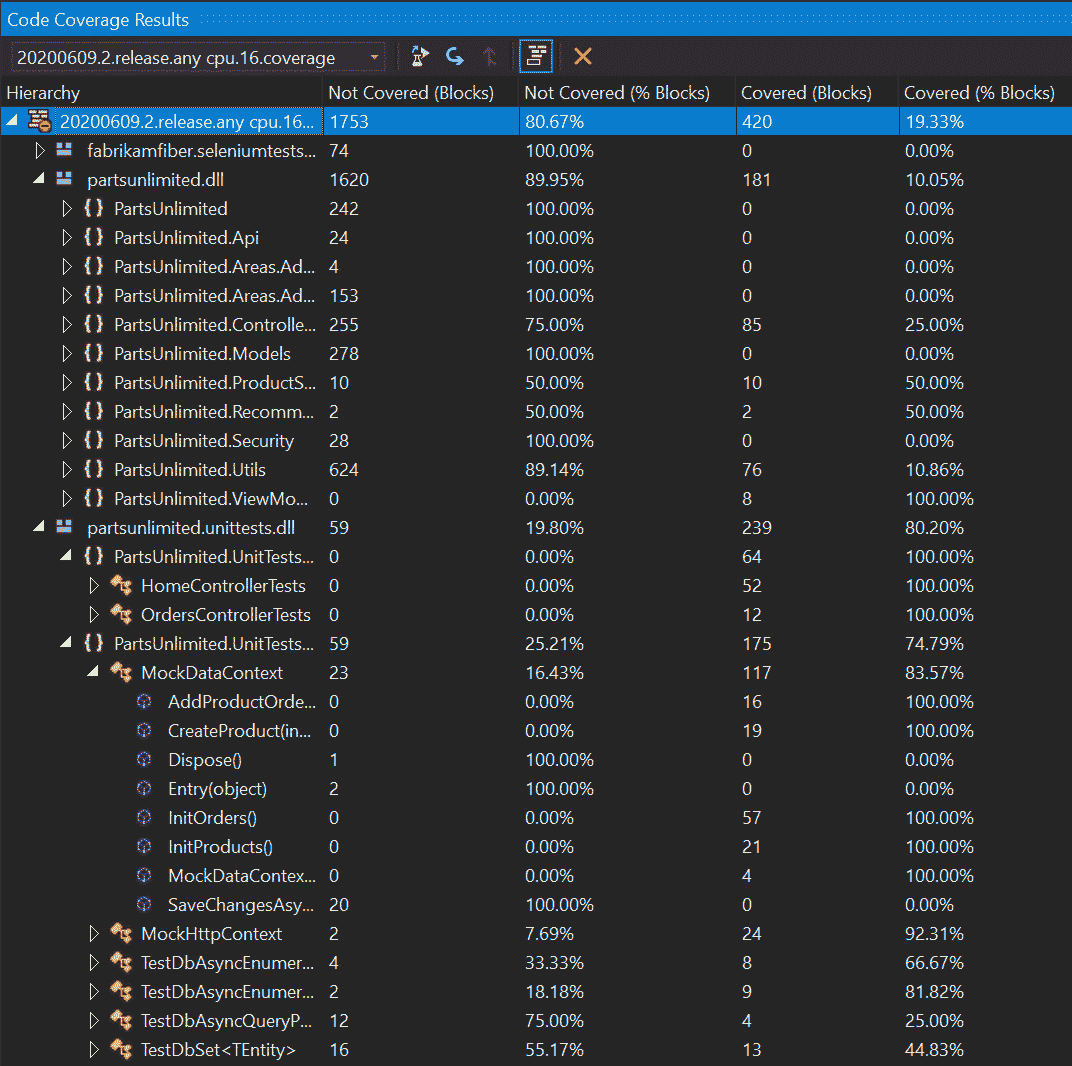 Code Coverage Results
20200609.2.release.any cpu.16.coverage
Hierarchy Not Covered (Blocks) Not Covered (% Blocks) Covered (Blocks) Covered (% Blocks)
20200609.2.release.any cpu.16... 1753 80.67% 420 19.33%
fabrikamfiber.seleniumtests... 74 100.00% 0 0.00%
partsunlimited.dll 1620 89.95% 181 10.05%
{ } PartsUnlimited 242 100.00% 0 0.00%
{ } PartsUnlimited.Api 24 100.00% 0 0.00%
{ } PartsUnlimited.Areas.Ad... 4 100.00% 0 0.00%
{ } PartsUnlimited.Areas.Ad... 153 100.00% 0 0.00%
{ } PartsUnlimited.Controlle... 255 75.00% 85 25.00%
{ } PartsUnlimited.Models 278 100.00% 0 0.00%
{ } PartsUnlimited.ProductS... 10 50.00% 10 50.00%
{ } PartsUnlimited.Recomm... 2 50.00% 2 50.00%
{ } PartsUnlimited.Security 28 100.00% 0 0.00%
{ } PartsUnlimited.Utils 624 89.14% 76 10.86%
{ } PartsUnlimited.ViewMo... 0 0.00% 8 100.00%
partsunlimited.unittests.dll 59 19.80% 239 80.20%
{ } PartsUnlimited.UnitTests... 0 0.00% 64 100.00%
HomeControllerTests 0 0.00% 52 100.00%
OrdersControllerTests 0 0.00% 12 100.00%
{ } PartsUnlimited.UnitTests... 59 25.21% 175 74.79%
MockDataContext 23 16.43% 117 83.57%
AddProductOrde... 0 0.00% 16 100.00%
CreateProduct(in... 0 0.00% 19 100.00%
Dispose() 1 100.00% 0 0.00%
Entry(object) 2 100.00% 0 0.00%
InitOrders() 0 0.00% 57 100.00%
InitProducts() 0 0.00% 21 100.00%
MockDataContex... 0 0.00% 4 100.00%
SaveChangesAsy... 20 100.00% 0 0.00%
MockHttpContext 2 7.69% 24 92.31%
TestDbAsyncEnumer... 4 33.33% 8 66.67%
TestDbAsyncEnumer... 2 18.18% 9 81.82%
TestDbAsyncQueryP... 12 75.00% 4 25.00%
TestDbSet<TEntity> 16 55.17% 13 44.83%